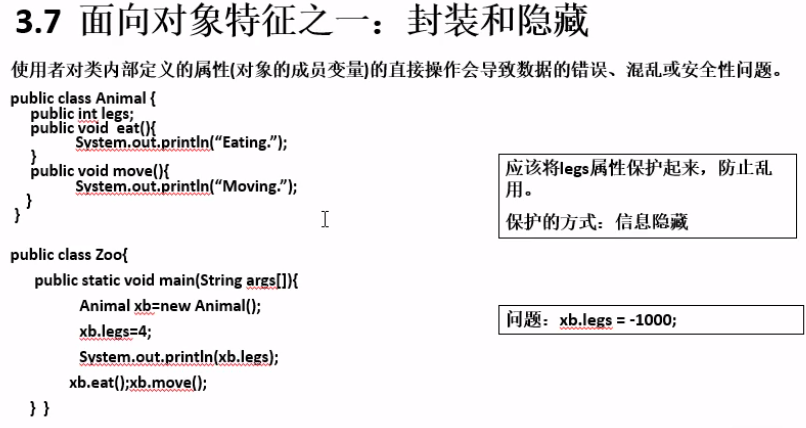 3.7 面向对象特征之一：封装和隐藏
使用者对类内部定义的属性(对象的成员变量)的直接操作会导致数据的错误、混乱或安全性问题。
public class Animal {
public int legs;
public void  eat(){
System.out.println(“Eating.”);
}
public void move(){
System.out.println(“Moving.”);
}
}
应该将legs属性保护起来，防止乱
用。
保护的方式：信息隐藏
public class Zoo{
public static void main(String args[]){
Animal xb=new Animal();
xb.legs=4;
System.out.println(xb.legs);
xb.eat();xb.move();
} }
问题：xb.legs = -1000;